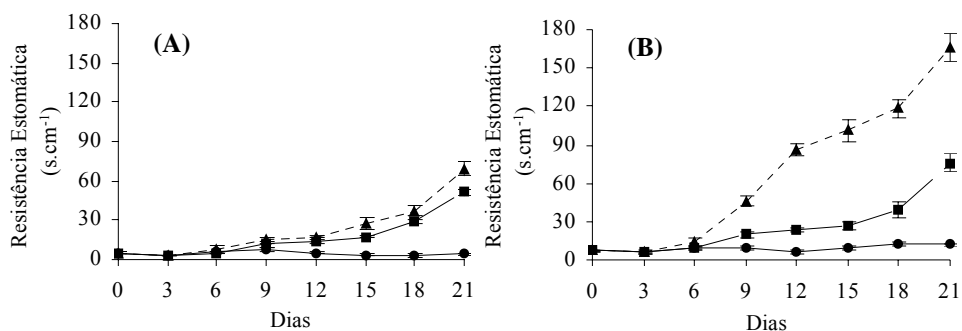 Resistência Estomática
(s.cm⁻¹)
180
150
120
90
60
30
0
(A)
0 3 6 9 12 15 18 21
Dias
Resistência Estomática
(s.cm⁻¹)
180
150
120
90
60
30
0
(B)
0 3 6 9 12 15 18 21
Dias